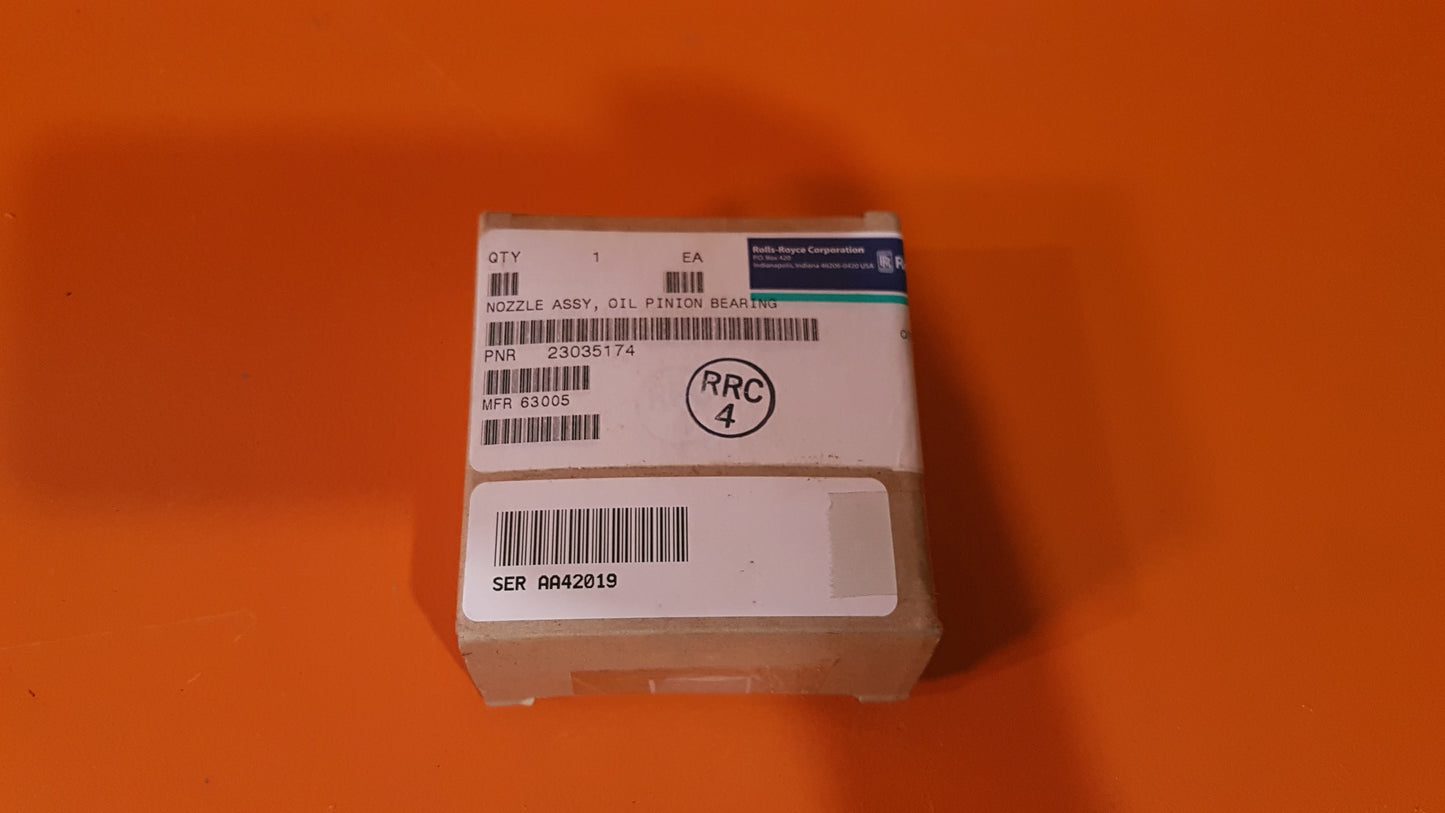 QTY 1 EA
Rolls-Royce Corporation
P.O. Box 420
Indianapolis, Indiana 46206-0420 USA
NOZZLE ASSY, OIL PINION BEARING
PNR 23035174
MFR 63005
RRC
4
SER AA42019